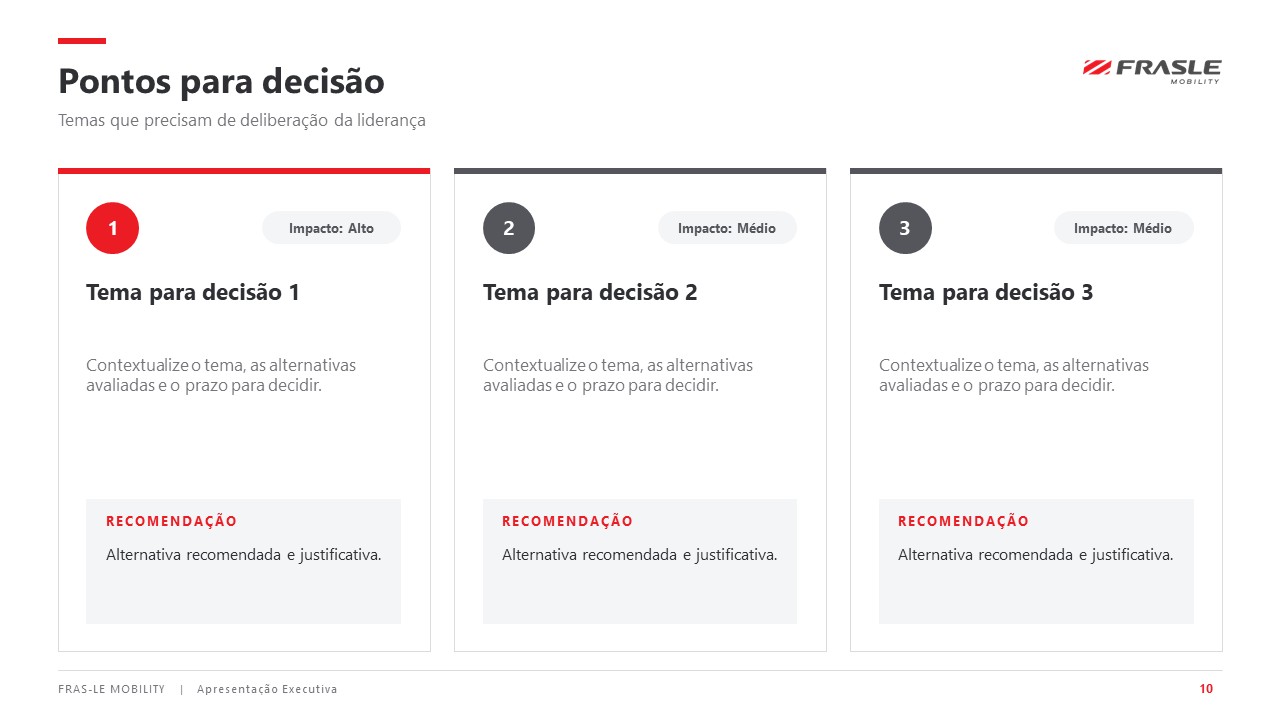 Pontos para decisão
Temas que precisam de deliberação da liderança
FRASLE
MOBILITY
1
Impacto: Alto
Tema para decisão 1
Contextualize o tema, as alternativas
avaliadas e o prazo para decidir.
RECOMENDAÇÃO
Alternativa recomendada e justificativa.
2
Impacto: Médio
Tema para decisão 2
Contextualize o tema, as alternativas
avaliadas e o prazo para decidir.
RECOMENDAÇÃO
Alternativa recomendada e justificativa.
3
Impacto: Médio
Tema para decisão 3
Contextualize o tema, as alternativas
avaliadas e o prazo para decidir.
RECOMENDAÇÃO
Alternativa recomendada e justificativa.
FRAS-LE MOBILITY | Apresentação Executiva
10